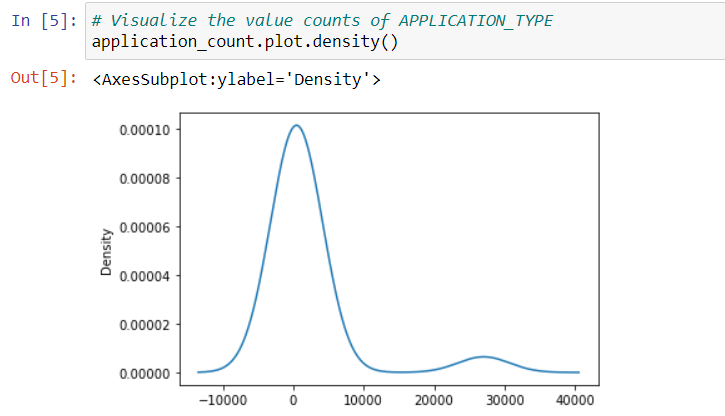 In [5]: # Visualize the value counts of APPLICATION_TYPE
application_count.plot.density()
Out[5]: <AxesSubplot:ylabel='Density'>
0.00010
0.00008
0.00006
0.00004
0.00002
0.00000
Density
−10000 0 10000 20000 30000 40000